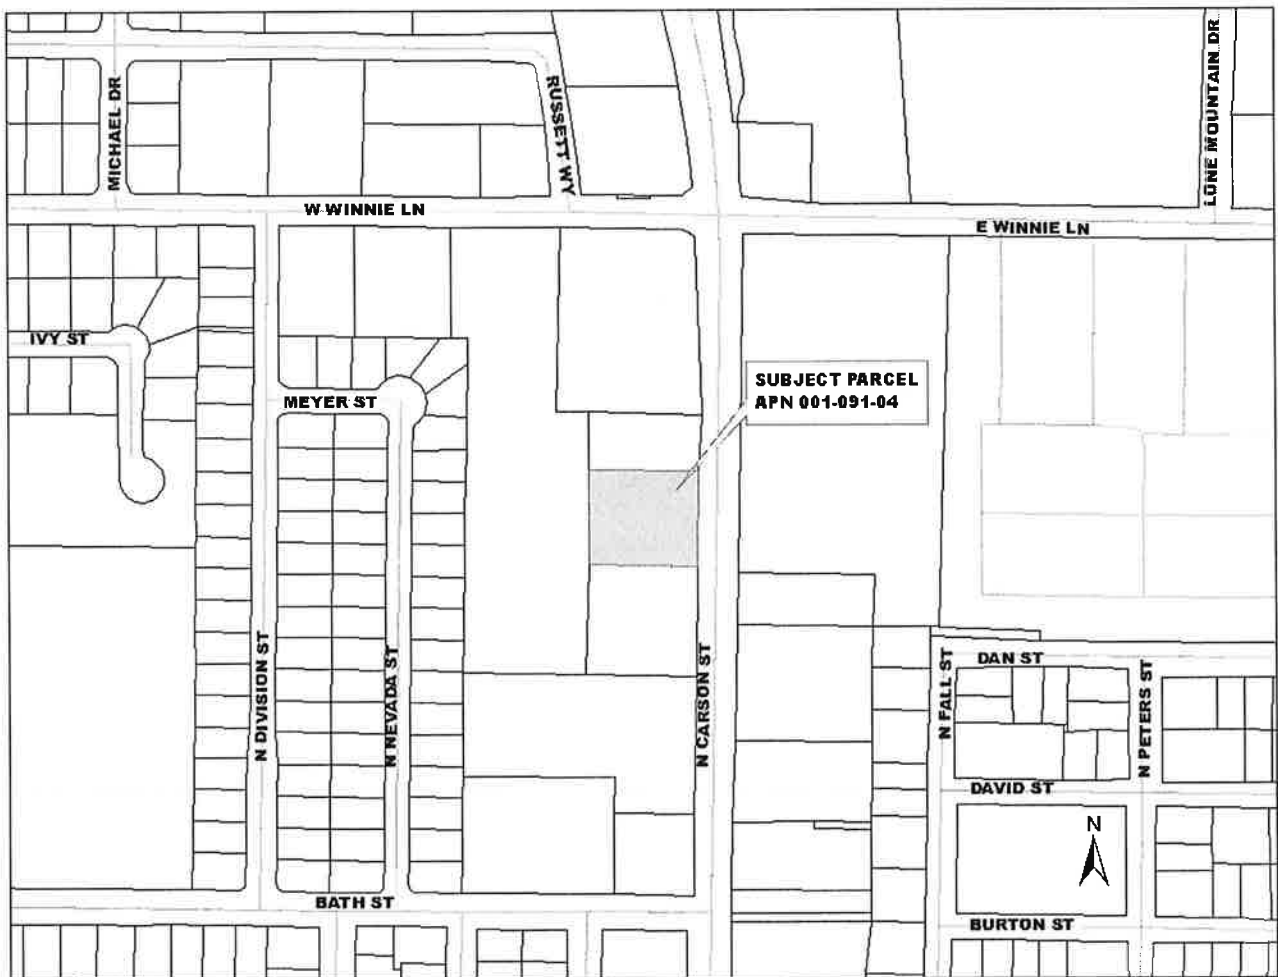 MICHAEL DR
RUSSETT WY
LONE MOUNTAIN DR
W WINNIE LN
E WINNIE LN
IVY ST
SUBJECT PARCEL
APN 001-091-04
MEYER ST
N DIVISION ST
N NEVADA ST
N CARSON ST
N FALL ST
DAN ST
N PETERS ST
DAVID ST
N
BATH ST
BURTON ST